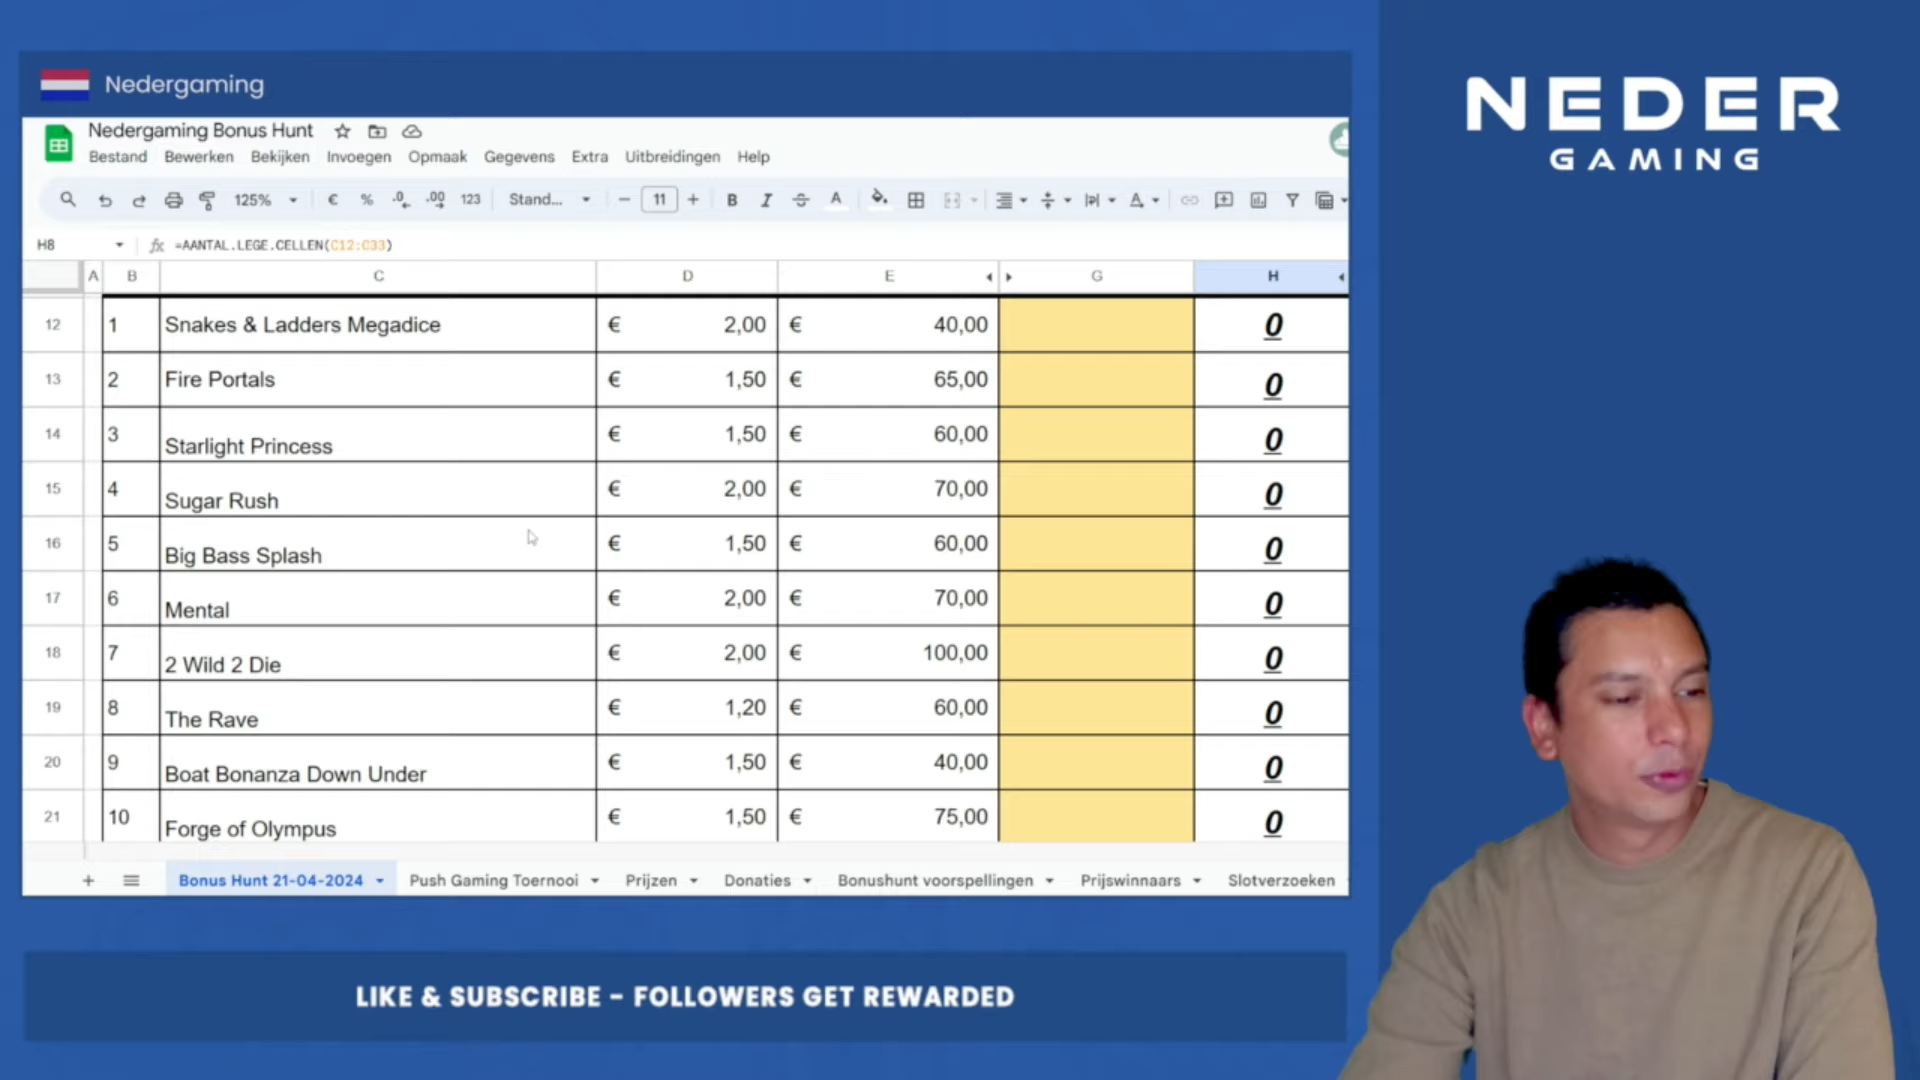 Nedergaming
NEDER
GAMING
Nedergaming Bonus Hunt
Bestand Bewerken Bekijken Invoegen Opmaak Gegevens Extra Uitbreidingen Help
125% € % .0 .00 123 Stand... − 11 + B I S A
H8 fx =AANTAL.LEGE.CELLEN(C12:C33)
A B C D E G H
12 1 Snakes & Ladders Megadice € 2,00 € 40,00 0
13 2 Fire Portals € 1,50 € 65,00 0
14 3 Starlight Princess € 1,50 € 60,00 0
15 4 Sugar Rush € 2,00 € 70,00 0
16 5 Big Bass Splash € 1,50 € 60,00 0
17 6 Mental € 2,00 € 70,00 0
18 7 2 Wild 2 Die € 2,00 € 100,00 0
19 8 The Rave € 1,20 € 60,00 0
20 9 Boat Bonanza Down Under € 1,50 € 40,00 0
21 10 Forge of Olympus € 1,50 € 75,00 0
+ Bonus Hunt 21-04-2024 Push Gaming Toernooi Prijzen Donaties Bonushunt voorspellingen Prijswinnaars Slotverzoeken
LIKE & SUBSCRIBE - FOLLOWERS GET REWARDED